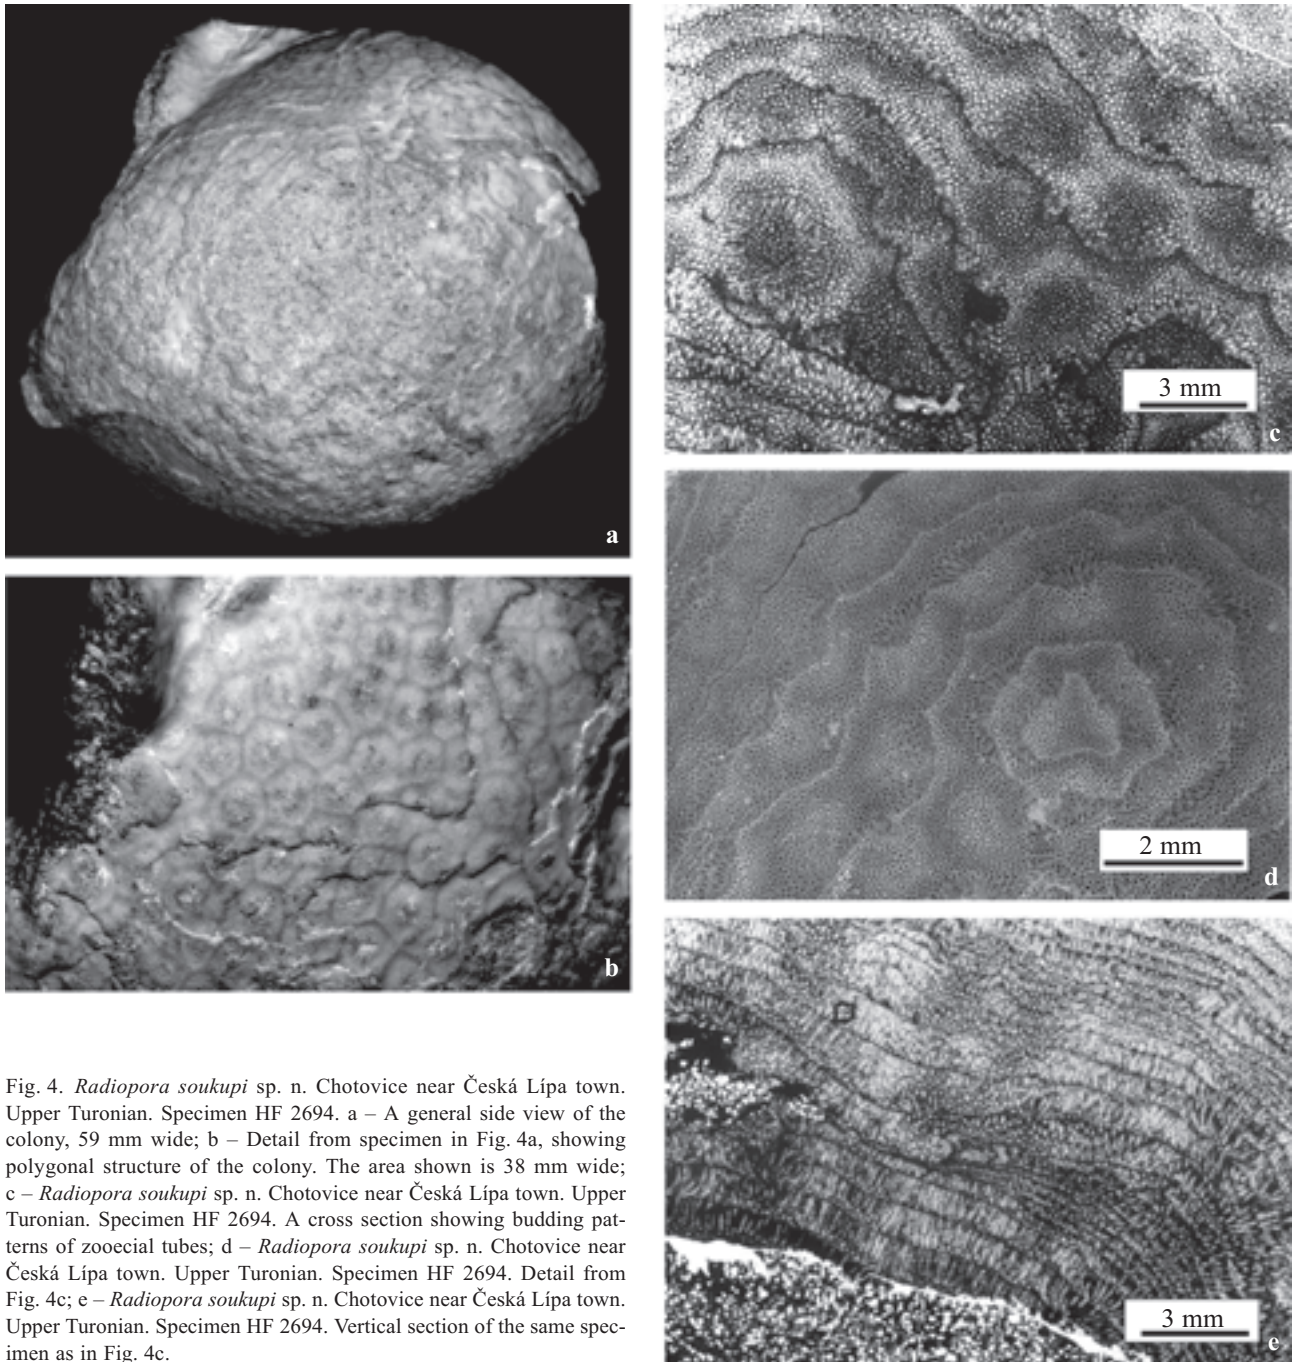 a
b
3 mm
c
2 mm
d
3 mm
e
Fig. 4. Radiopora soukupi sp. n. Chotovice near Česká Lípa town.
Upper Turonian. Specimen HF 2694. a – A general side view of the
colony, 59 mm wide; b – Detail from specimen in Fig. 4a, showing
polygonal structure of the colony. The area shown is 38 mm wide;
c – Radiopora soukupi sp. n. Chotovice near Česká Lípa town. Upper
Turonian. Specimen HF 2694. A cross section showing budding pat-
terns of zooecial tubes; d – Radiopora soukupi sp. n. Chotovice near
Česká Lípa town. Upper Turonian. Specimen HF 2694. Detail from
Fig. 4c; e – Radiopora soukupi sp. n. Chotovice near Česká Lípa town.
Upper Turonian. Specimen HF 2694. Vertical section of the same spec-
imen as in Fig. 4c.